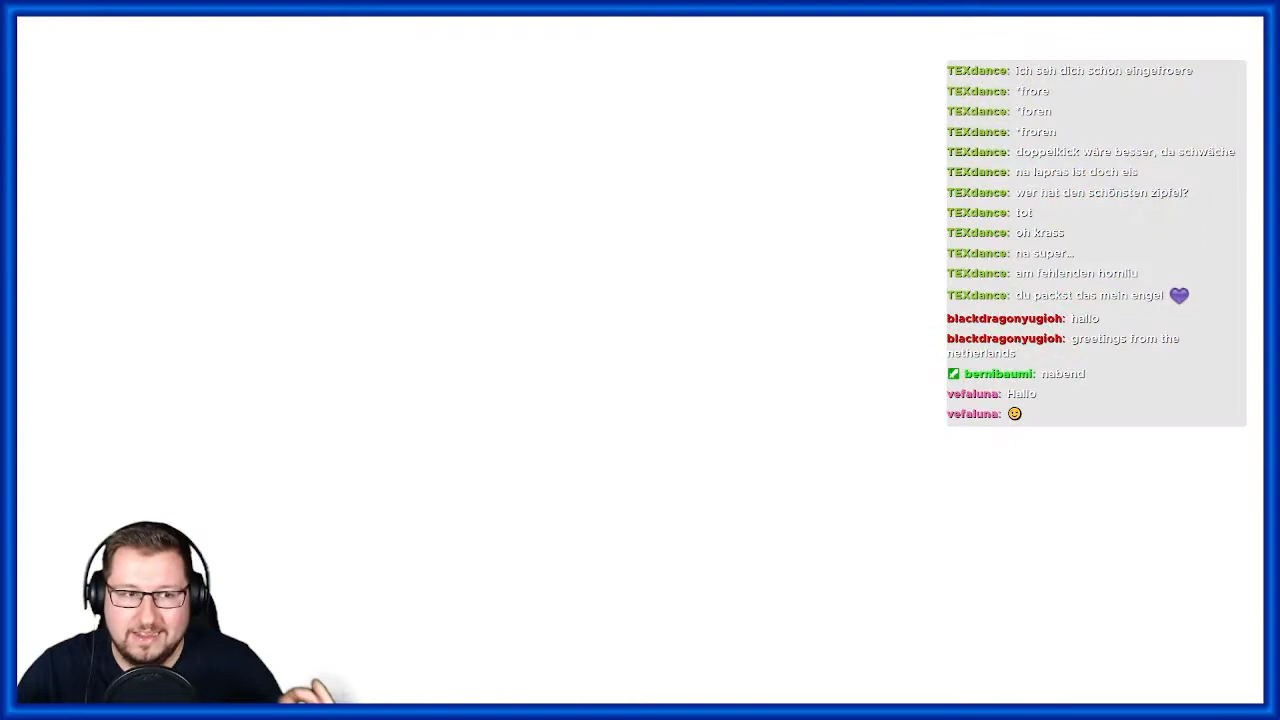 TEXdance: ich seh dich schon eingefroere
TEXdance: *frore
TEXdance: *foren
TEXdance: *froren
TEXdance: doppelkick wäre besser, da schwäche
TEXdance: na lapras ist doch eis
TEXdance: wer hat den schönsten zipfel?
TEXdance: tot
TEXdance: oh krass
TEXdance: na super...
TEXdance: am fehlenden hornliu
TEXdance: du packst das mein engel
blackdragonyugioh: hallo
blackdragonyugioh: greetings from the
netherlands
bernibaumi: nabend
vefaluna: Hallo
vefaluna: